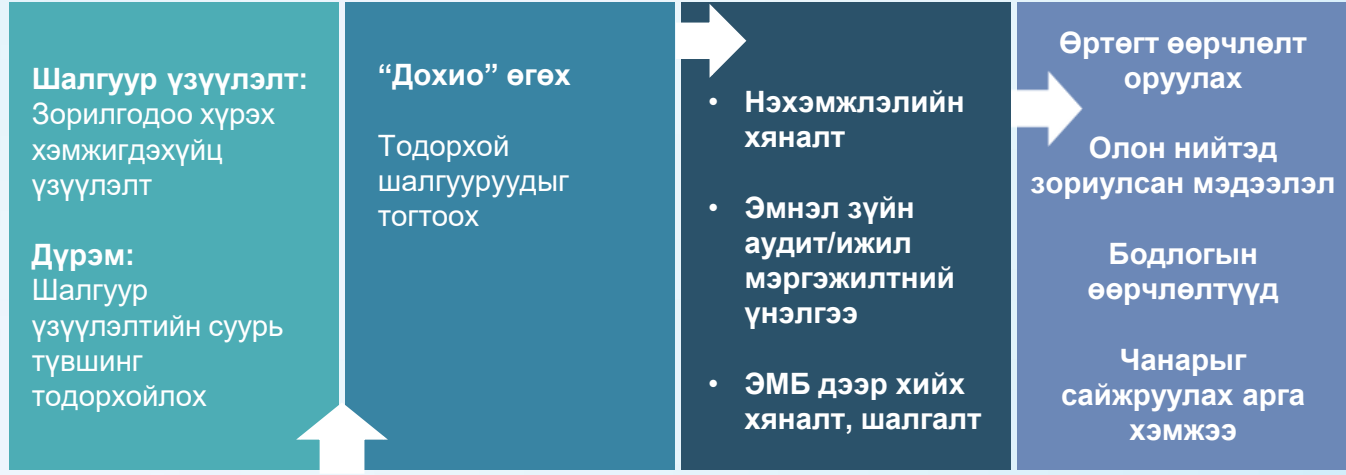 Шалгуур үзүүлэлт:
Зорилгодоо хүрэх
хэмжигдэхүйц
үзүүлэлт
Дүрэм:
Шалгуур
үзүүлэлтийн суурь
түвшинг
тодорхойлох
“Дохио” өгөх
Тодорхой
шалгууруудыг
тогтоох
• Нэхэмжлэлийн
хяналт
• Эмнэл зүйн
аудит/ижил
мэргэжилтний
үнэлгээ
• ЭМБ дээр хийх
хяналт, шалгалт
Өртөгт өөрчлөлт
оруулах
Олон нийтэд
зориулсан мэдээлэл
Бодлогын
өөрчлөлтүүд
Чанарыг
сайжруулах арга
хэмжээ